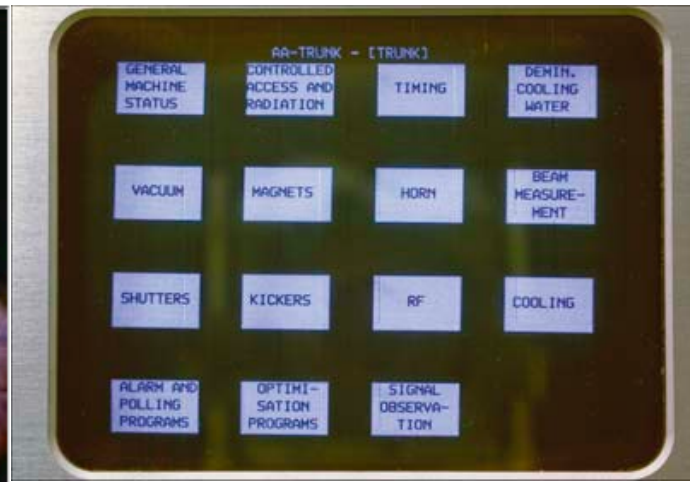 AA-TRUNK - [TRUNK]
GENERAL
MACHINE
STATUS
CONTROLLED
ACCESS AND
RADIATION
TIMING
DEMIN.
COOLING
WATER
VACUUM
MAGNETS
HORN
BEAM
MEASURE-
MENT
SHUTTERS
KICKERS
RF
COOLING
ALARM AND
POLLING
PROGRAMS
OPTIMI-
SATION
PROGRAMS
SIGNAL
OBSERVA-
TION